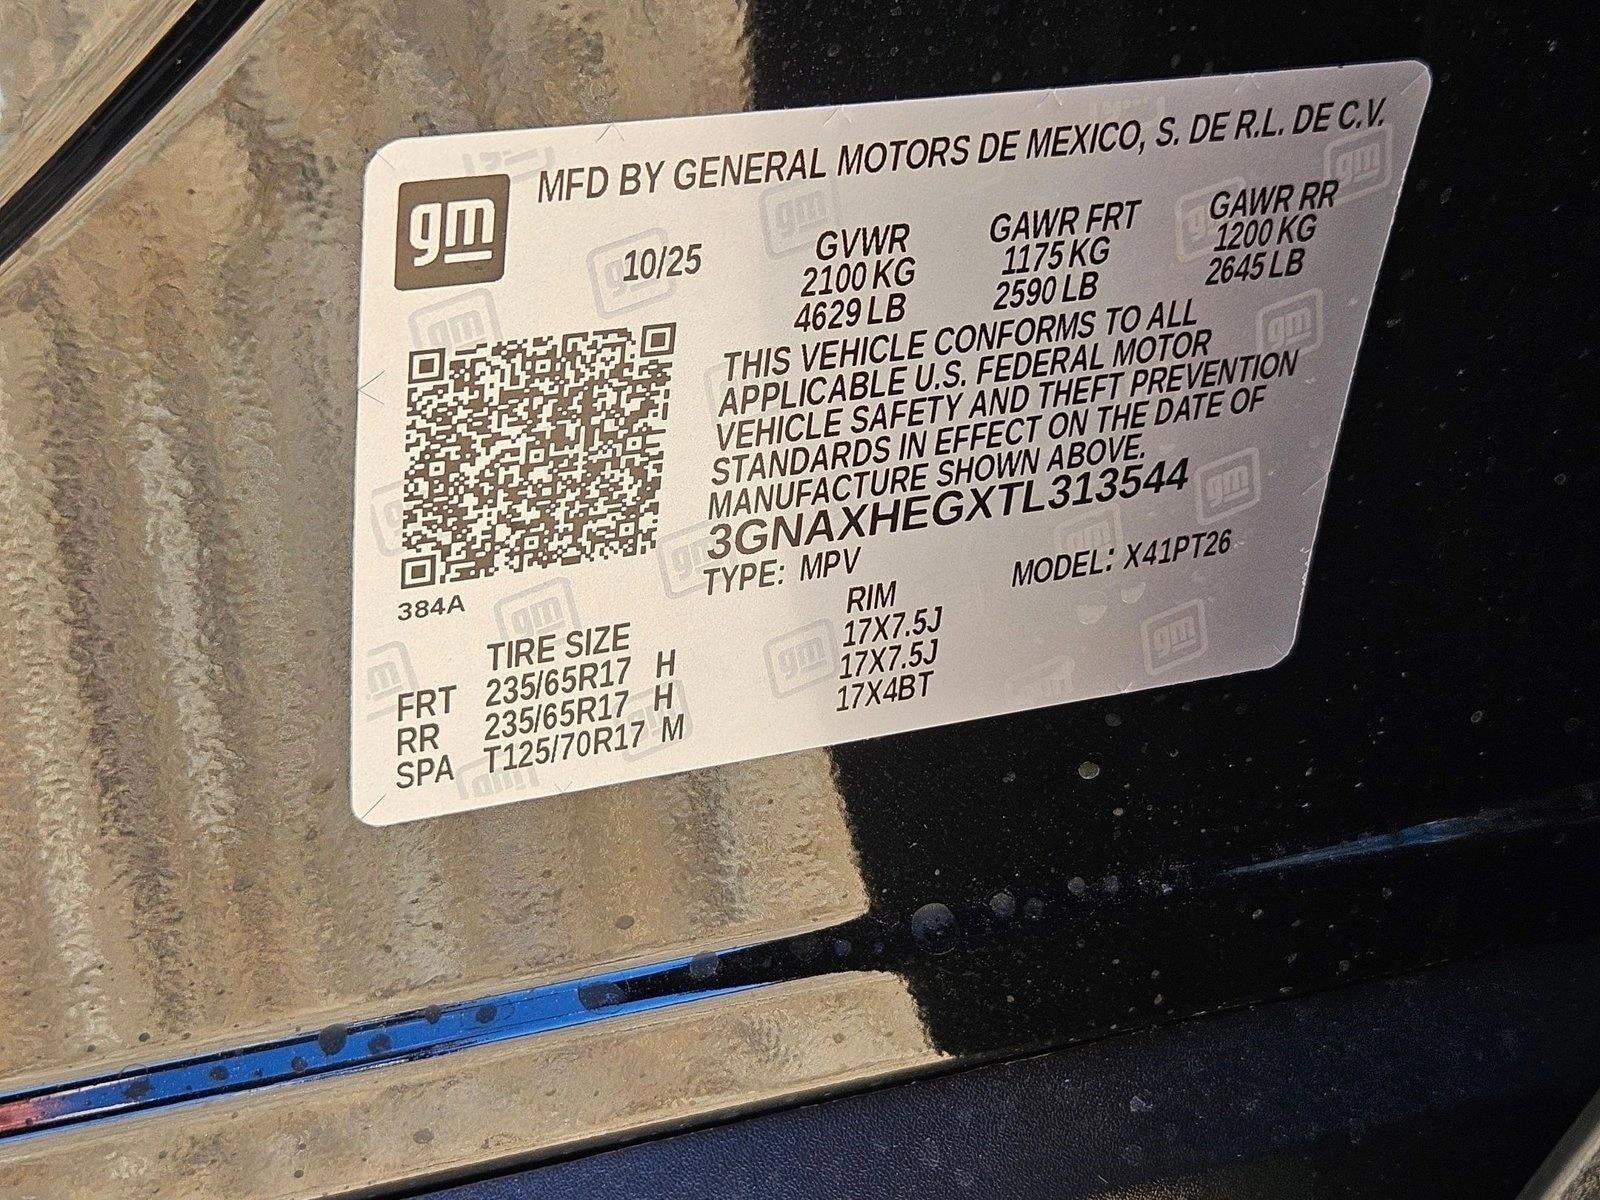 MFD BY GENERAL MOTORS DE MEXICO, S. DE R.L. DE C.V.
gm
10/25
GVWR GAWR FRT GAWR RR
2100 KG 1175 KG 1200 KG
4629 LB 2590 LB 2645 LB
THIS VEHICLE CONFORMS TO ALL
APPLICABLE U.S. FEDERAL MOTOR
VEHICLE SAFETY AND THEFT PREVENTION
STANDARDS IN EFFECT ON THE DATE OF
MANUFACTURE SHOWN ABOVE.
3GNAXHEGXTL313544
TYPE: MPV MODEL: X41PT26
384A
TIRE SIZE RIM
FRT 235/65R17 H 17X7.5J
RR 235/65R17 H 17X7.5J
SPA T125/70R17 M 17X4BT